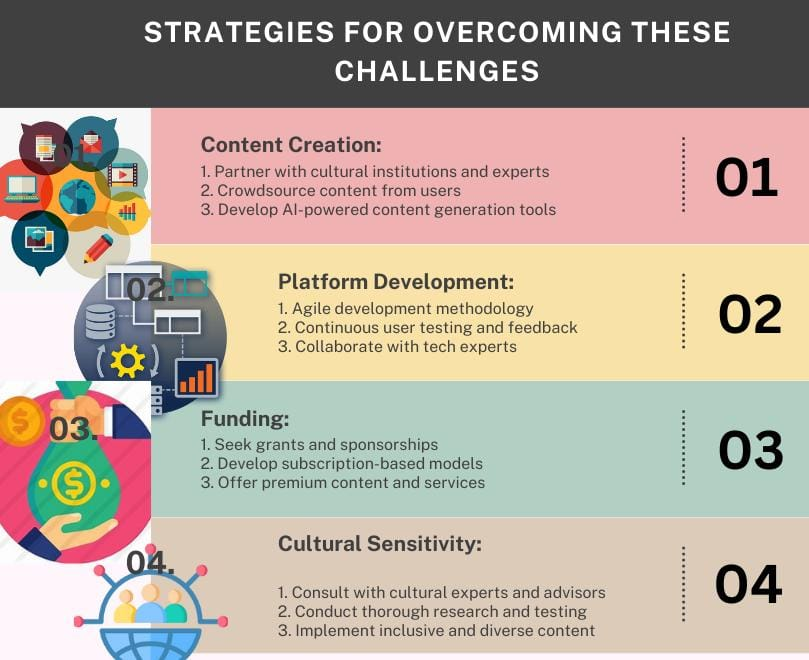 STRATEGIES FOR OVERCOMING THESE
CHALLENGES
01.
Content Creation:
1. Partner with cultural institutions and experts
2. Crowdsource content from users
3. Develop AI-powered content generation tools
01
02.
Platform Development:
1. Agile development methodology
2. Continuous user testing and feedback
3. Collaborate with tech experts
02
03.
$
$
Funding:
1. Seek grants and sponsorships
2. Develop subscription-based models
3. Offer premium content and services
03
04.
Cultural Sensitivity:
1. Consult with cultural experts and advisors
2. Conduct thorough research and testing
3. Implement inclusive and diverse content
04